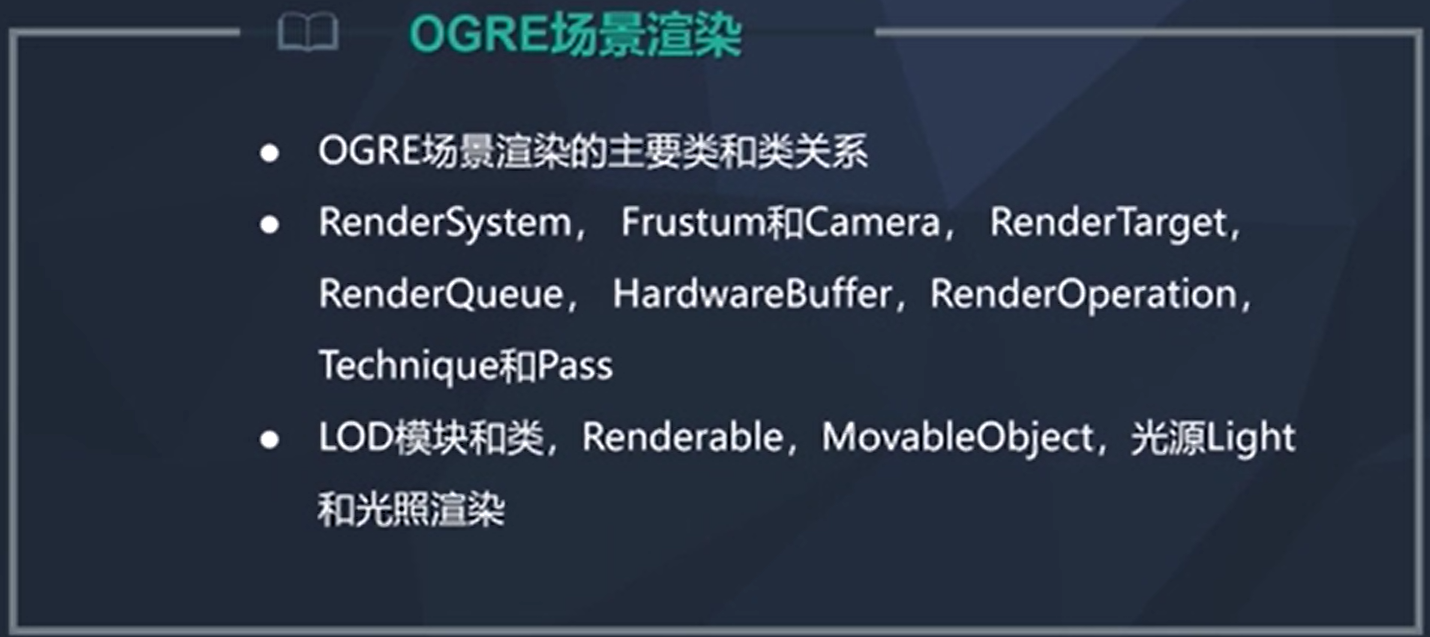 OGRE场景渲染
● OGRE场景渲染的主要类和类关系
● RenderSystem， Frustum和Camera， RenderTarget，
RenderQueue， HardwareBuffer，RenderOperation，
Technique和Pass
● LOD模块和类，Renderable，MovableObject，光源Light
和光照渲染